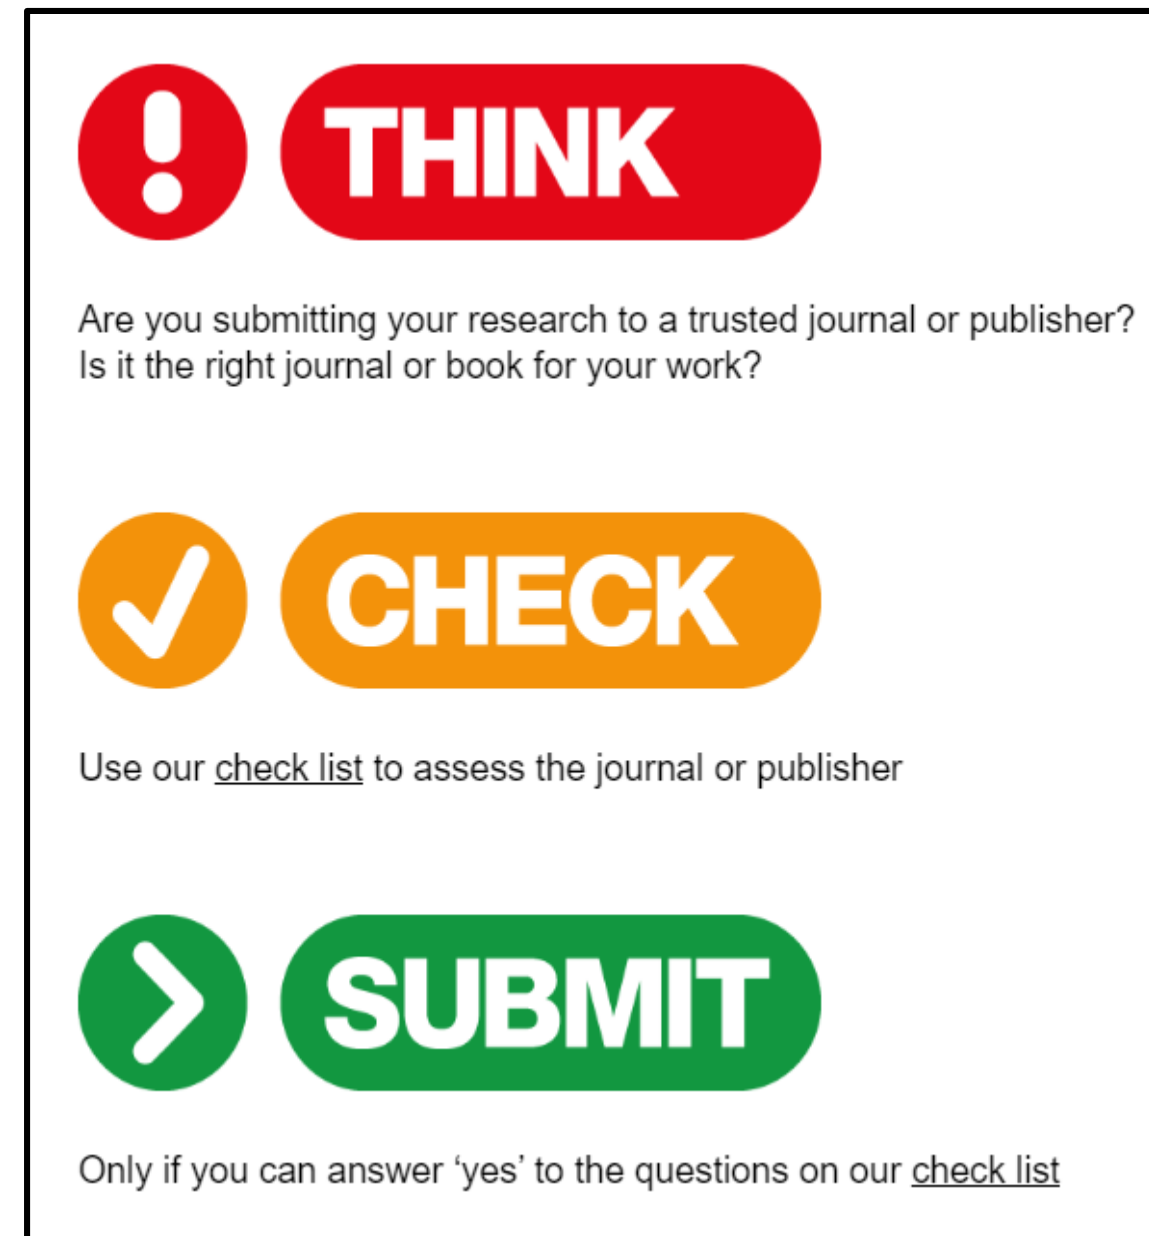 THINK
Are you submitting your research to a trusted journal or publisher?
Is it the right journal or book for your work?
CHECK
Use our check list to assess the journal or publisher
SUBMIT
Only if you can answer ‘yes’ to the questions on our check list